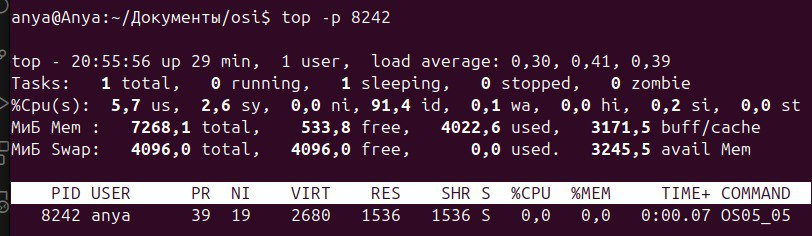 anya@Anya:~/Документы/osi$ top -p 8242
top - 20:55:56 up 29 min,  1 user,  load average: 0,30, 0,41, 0,39
Tasks:   1 total,   0 running,   1 sleeping,   0 stopped,   0 zombie
%Cpu(s):  5,7 us,  2,6 sy,  0,0 ni, 91,4 id,  0,1 wa,  0,0 hi,  0,2 si,  0,0 st
МиБ Mem :   7268,1 total,    533,8 free,   4022,6 used,   3171,5 buff/cache
МиБ Swap:   4096,0 total,   4096,0 free,      0,0 used.   3245,5 avail Mem
PID USER      PR  NI    VIRT    RES    SHR S  %CPU  %MEM     TIME+ COMMAND
8242 anya      39  19    2680   1536   1536 S   0,0   0,0   0:00.07 OS05_05